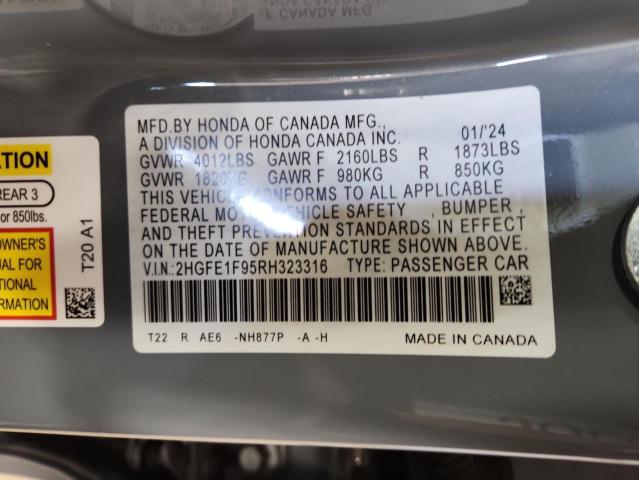 MFD.BY HONDA OF CANADA MFG.,
A DIVISION OF HONDA CANADA INC. 01/'24
GVWR 4012LBS GAWR F 2160LBS R 1873LBS
GVWR 1820KG GAWR F 980KG R 850KG
THIS VEHICLE CONFORMS TO ALL APPLICABLE
FEDERAL MOTOR VEHICLE SAFETY , BUMPER ,
AND THEFT PREVENTION STANDARDS IN EFFECT
ON THE DATE OF MANUFACTURE SHOWN ABOVE.
V.I.N.:2HGFE1F95RH323316 TYPE: PASSENGER CAR
T22 R AE6 -NH877P -A -H MADE IN CANADA
ATION
REAR 3
or 850lbs.
OWNER'S
UAL FOR
TIONAL
MATION
T20 A1